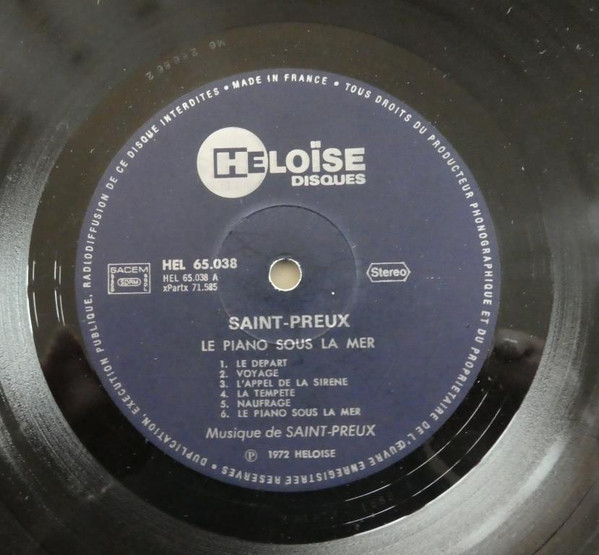 DUPLICATION, EXECUTION PUBLIQUE, RADIODIFFUSION DE CE DISQUE INTERDITES • MADE IN FRANCE • TOUS DROITS DU PRODUCTEUR PHONOGRAPHIQUE ET DU PROPRIETAIRE DE L'ŒUVRE ENREGISTREE RESERVES •
HELOÏSE
DISQUES
SACEM
SDRM
HEL 65.038
HEL 65.038 A
xPartx 71.585
Stereo
SAINT-PREUX
LE PIANO SOUS LA MER
1. LE DEPART
2. VOYAGE
3. L'APPEL DE LA SIRENE
4. LA TEMPETE
5. NAUFRAGE
6. LE PIANO SOUS LA MER
Musique de SAINT-PREUX
Ⓟ 1972 HELOISE